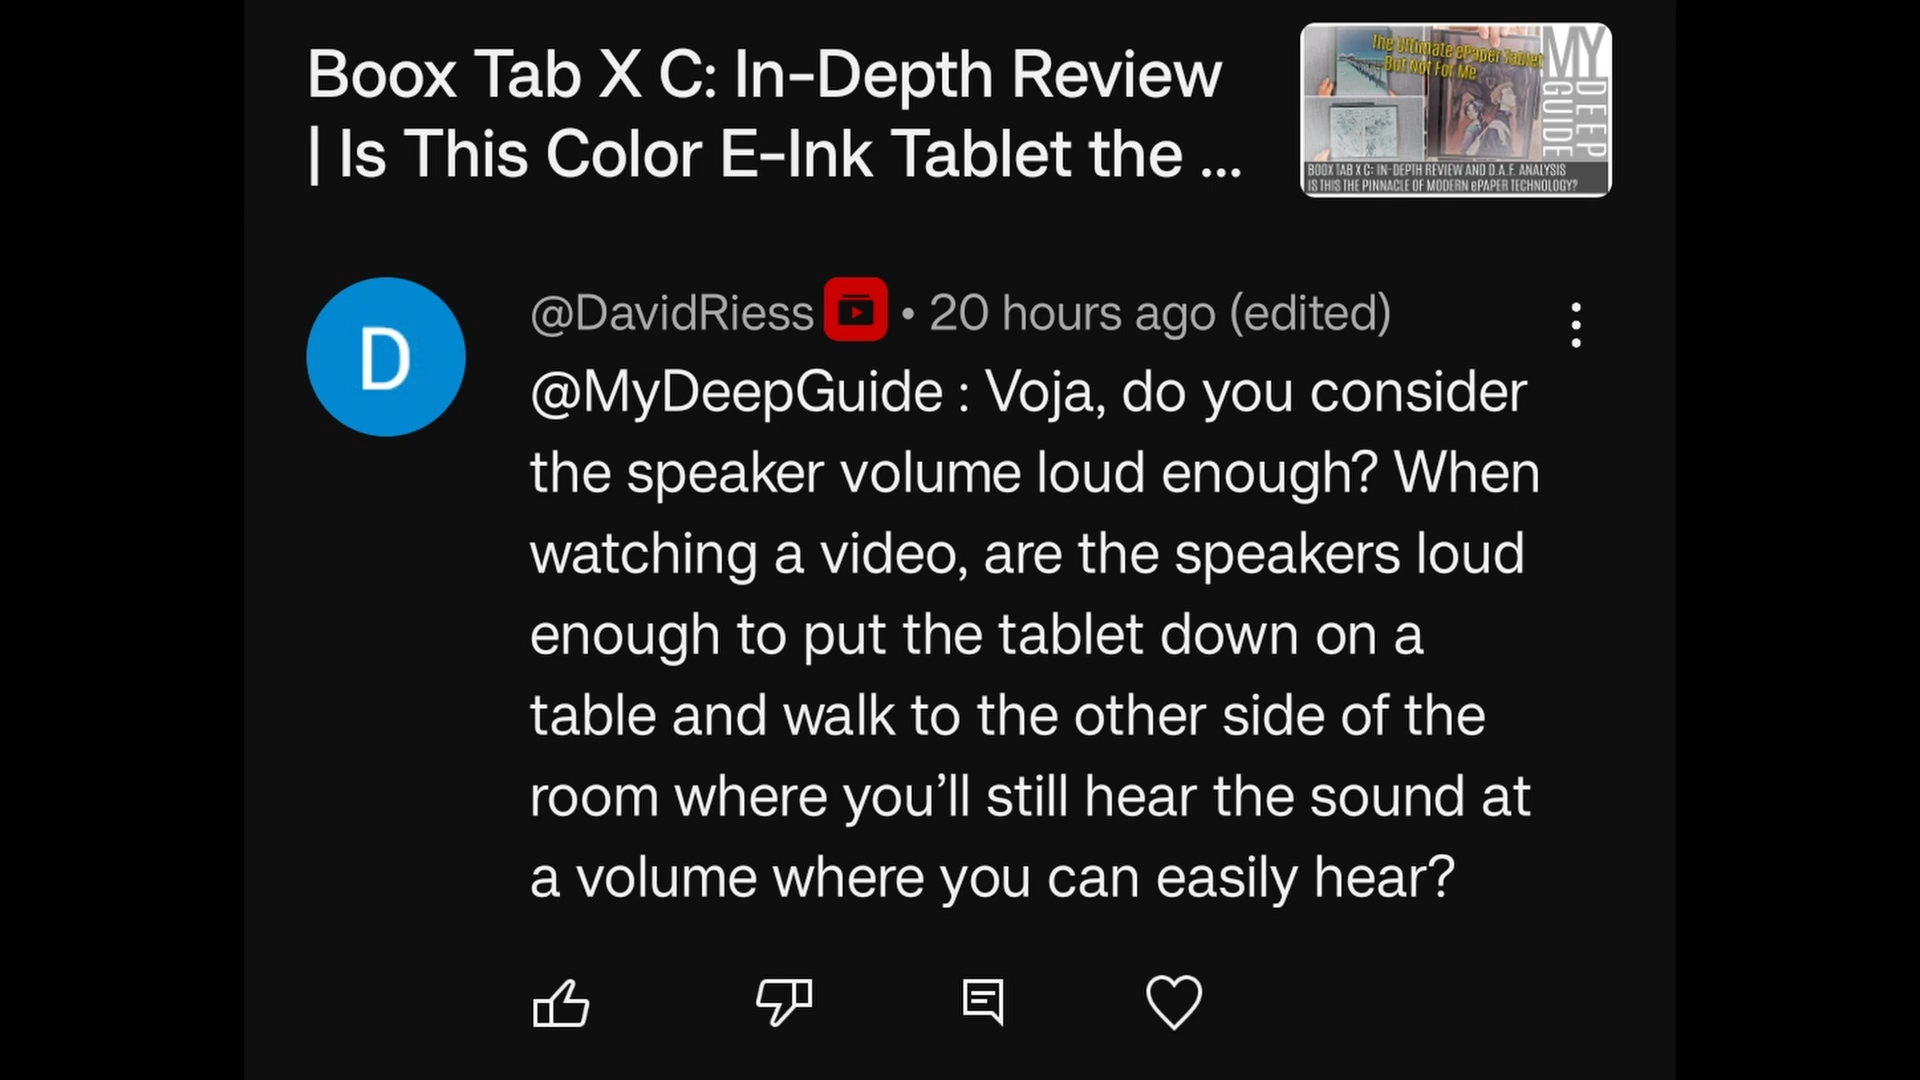 Boox Tab X C: In-Depth Review
| Is This Color E-Ink Tablet the ...
The Ultimate ePaper Tablet
But Not For Me
MY DEEP GUIDE
BOOX TAB X C: IN-DEPTH REVIEW AND D.A.F. ANALYSIS
IS THIS THE PINNACLE OF MODERN ePAPER TECHNOLOGY?
D
@DavidRiess • 20 hours ago (edited)
@MyDeepGuide : Voja, do you consider
the speaker volume loud enough? When
watching a video, are the speakers loud
enough to put the tablet down on a
table and walk to the other side of the
room where you’ll still hear the sound at
a volume where you can easily hear?